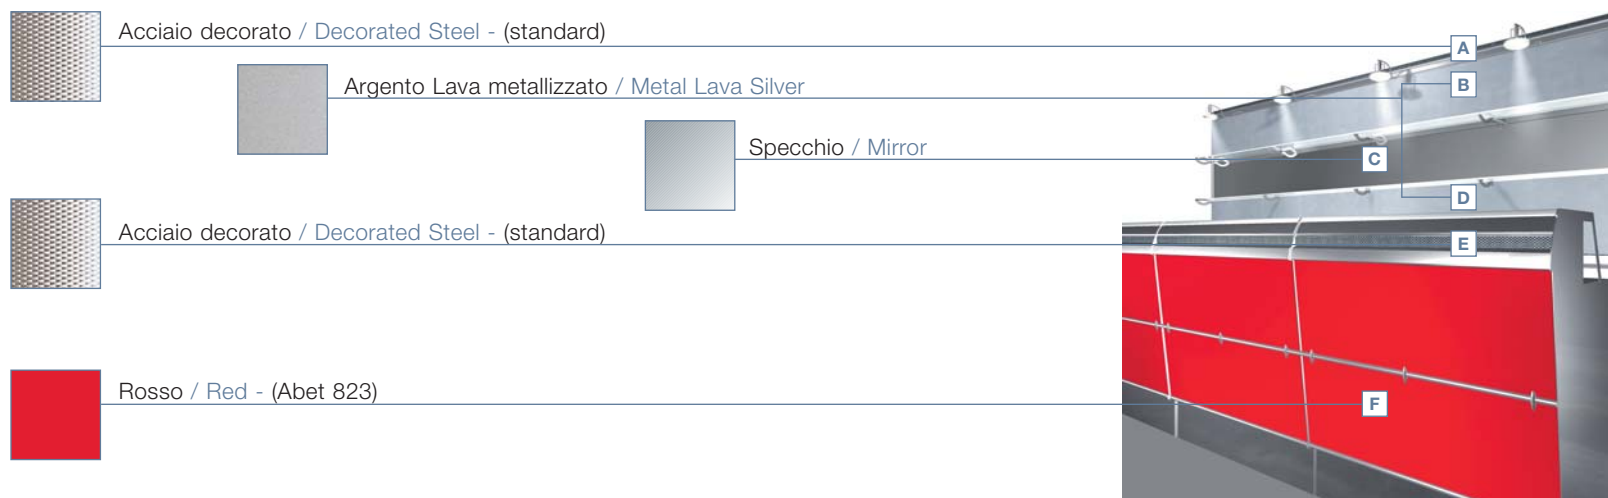 Acciaio decorato / Decorated Steel - (standard)
A
Argento Lava metallizzato / Metal Lava Silver
B
Specchio / Mirror
C
D
Acciaio decorato / Decorated Steel - (standard)
E
Rosso / Red - (Abet 823)
F